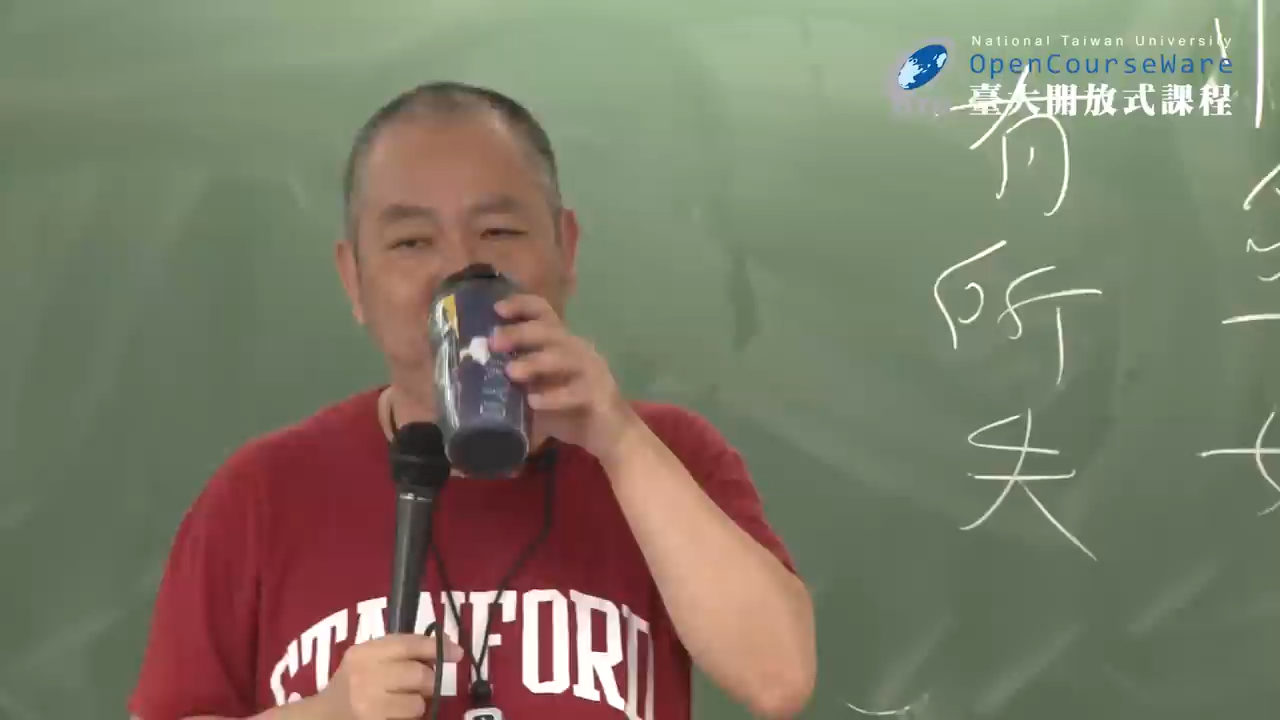 National Taiwan University
OpenCourseWare
臺大開放式課程
有所失
STANFORD